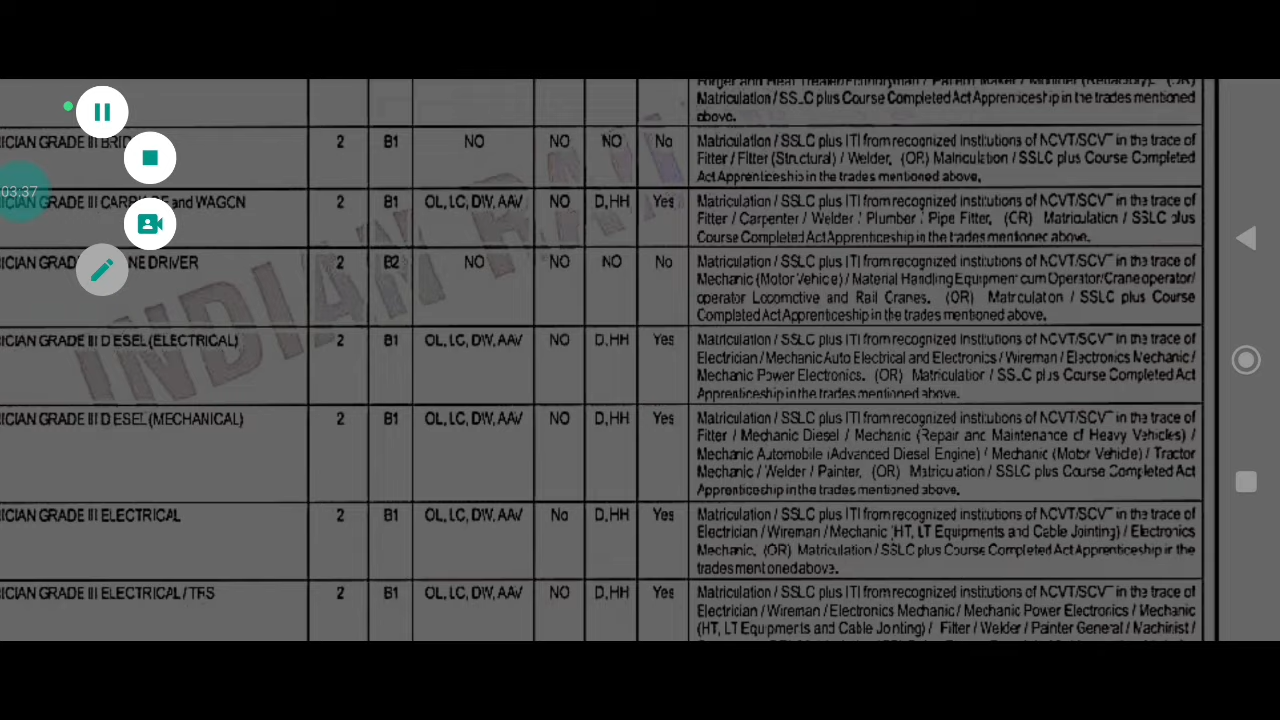 Matriculation / SSLC plus Course Completed Act Apprenticeship in the trades mentioned
above.
ICIAN GRADE III BRID 2 B1 NO NO NO No Matriculation / SSLC plus ITI from recognized institutions of NCVT/SCVT in the trace of
Fitter / Fitter (Structural) / Welder, (OR) Matriculation / SSLC plus Course Completed
Act Apprenticeship in the trades mentioned above,
03:37
ICIAN GRADE III CARRI and WAGON 2 B1 OL, LC, DW, AAV NO D,HH Yes Matriculation / SSLC plus ITI from recognized institutions of NCVT/SCVT in the trace of
Fitter / Carpenter / Welder / Plumber / Pipe Fitter, (OR) Matriculation / SSLC plus
Course Completed Act Apprenticeship in the trades mentioned above.
ICIAN GRAD NE DRIVER 2 B2 NO NO NO No Matriculation / SSLC plus ITI from recognized institutions of NCVT/SCVT in the trace of
Mechanic (Motor Vehicle) / Material Handling Equipment cum Operator/Crane operator/
operator Locomotive and Rail Cranes. (OR) Matriculation / SSLC plus Course
Completed Act Apprenticeship in the trades mentioned above.
ICIAN GRADE III DIESEL (ELECTRICAL) 2 B1 OL, LC, DW, AAV NO D,HH Yes Matriculation / SSLC plus ITI from recognized institutions of NCVT/SCVT in the trace of
Electrician / Mechanic Auto Electrical and Electronics / Wireman / Electronics Mechanic /
Mechanic Power Electronics. (OR) Matriculation / SSLC plus Course Completed Act
Apprenticeship in the trades mentioned above.
ICIAN GRADE III DIESEL (MECHANICAL) 2 B1 OL, LC, DW, AAV NO D,HH Yes Matriculation / SSLC plus ITI from recognized institutions of NCVT/SCVT in the trace of
Fitter / Mechanic Diesel / Mechanic (Repair and Maintenance of Heavy Vehicles) /
Mechanic Automobile (Advanced Diesel Engine) / Mechanic (Motor Vehicle) / Tractor
Mechanic / Welder / Painter, (OR) Matriculation / SSLC plus Course Completed Act
Apprenticeship in the trades mentioned above.
ICIAN GRADE III ELECTRICAL 2 B1 OL, LC, DW, AAV No D,HH Yes Matriculation / SSLC plus ITI from recognized institutions of NCVT/SCVT in the trace of
Electrician / Wireman / Mechanic (HT, LT Equipments and Cable Jointing) / Electronics
Mechanic, (OR) Matriculation / SSLC plus Course Completed Act Apprenticeship in the
trades mentioned above.
ICIAN GRADE III ELECTRICAL / TRS 2 B1 OL, LC, DW, AAV NO D,HH Yes Matriculation / SSLC plus ITI from recognized institutions of NCVT/SCVT in the trace of
Electrician / Wireman / Electronics Mechanic / Mechanic Power Electronics / Mechanic
(HT, LT Equipments and Cable Jointing) / Fitter / Welder / Painter General / Machinist /
INDIAN RAI